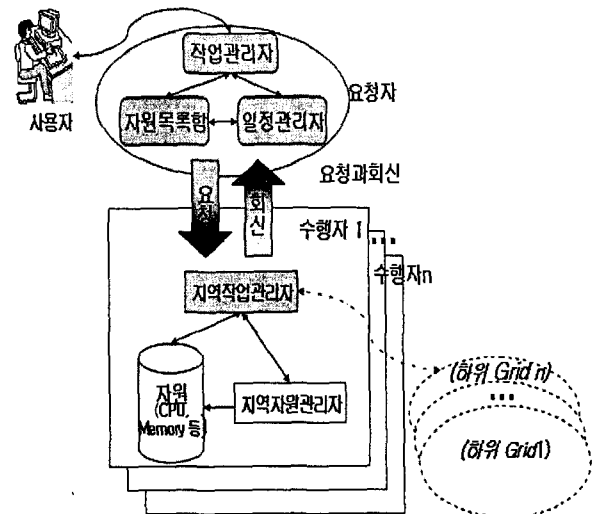 작업관리자
요청자
자원목록함
일정관리자
사용자
요청과회신
요청
회신
수행자 1
...
수행자n
지역작업관리자
(하위 Grid n)
...
자원
(CPU,
Memory 등)
지역자원관리자
(하위 Grid1)